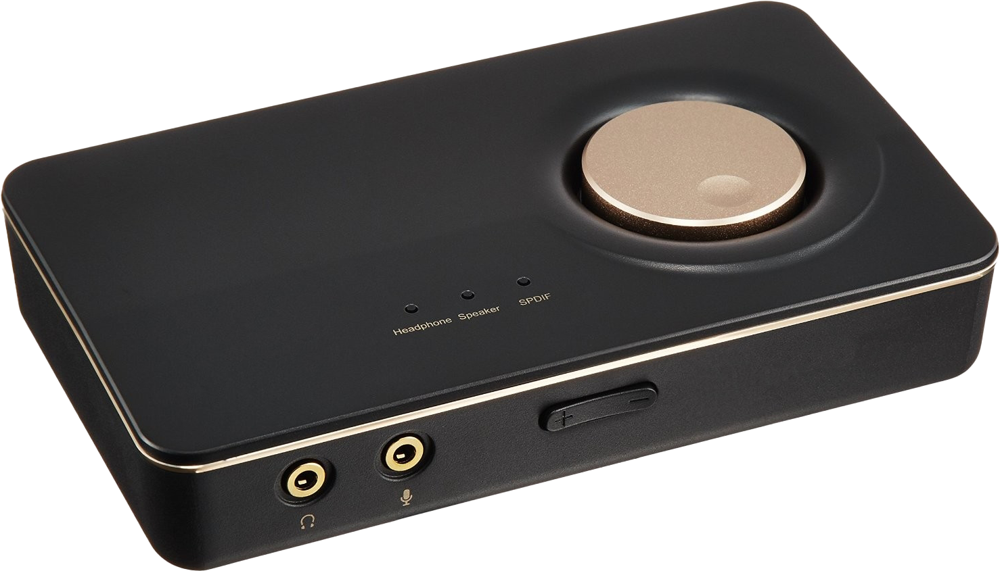 Headphone Speaker SPDIF
+ −